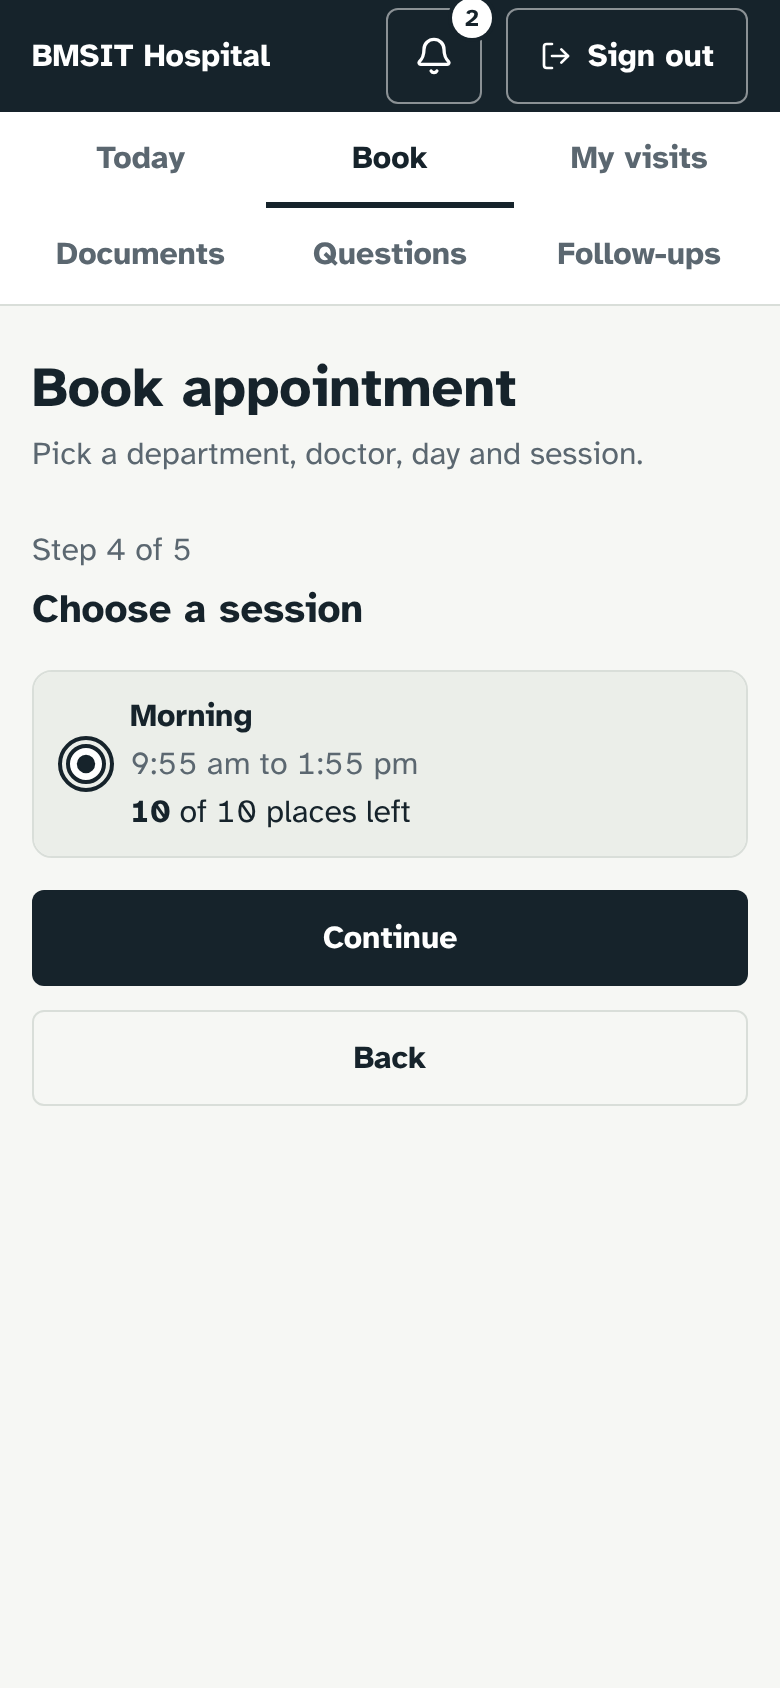 BMSIT Hospital
2
Sign out
Today
Book
My visits
Documents
Questions
Follow-ups
Book appointment
Pick a department, doctor, day and session.
Step 4 of 5
Choose a session
Morning
9:55 am to 1:55 pm
10 of 10 places left
Continue
Back